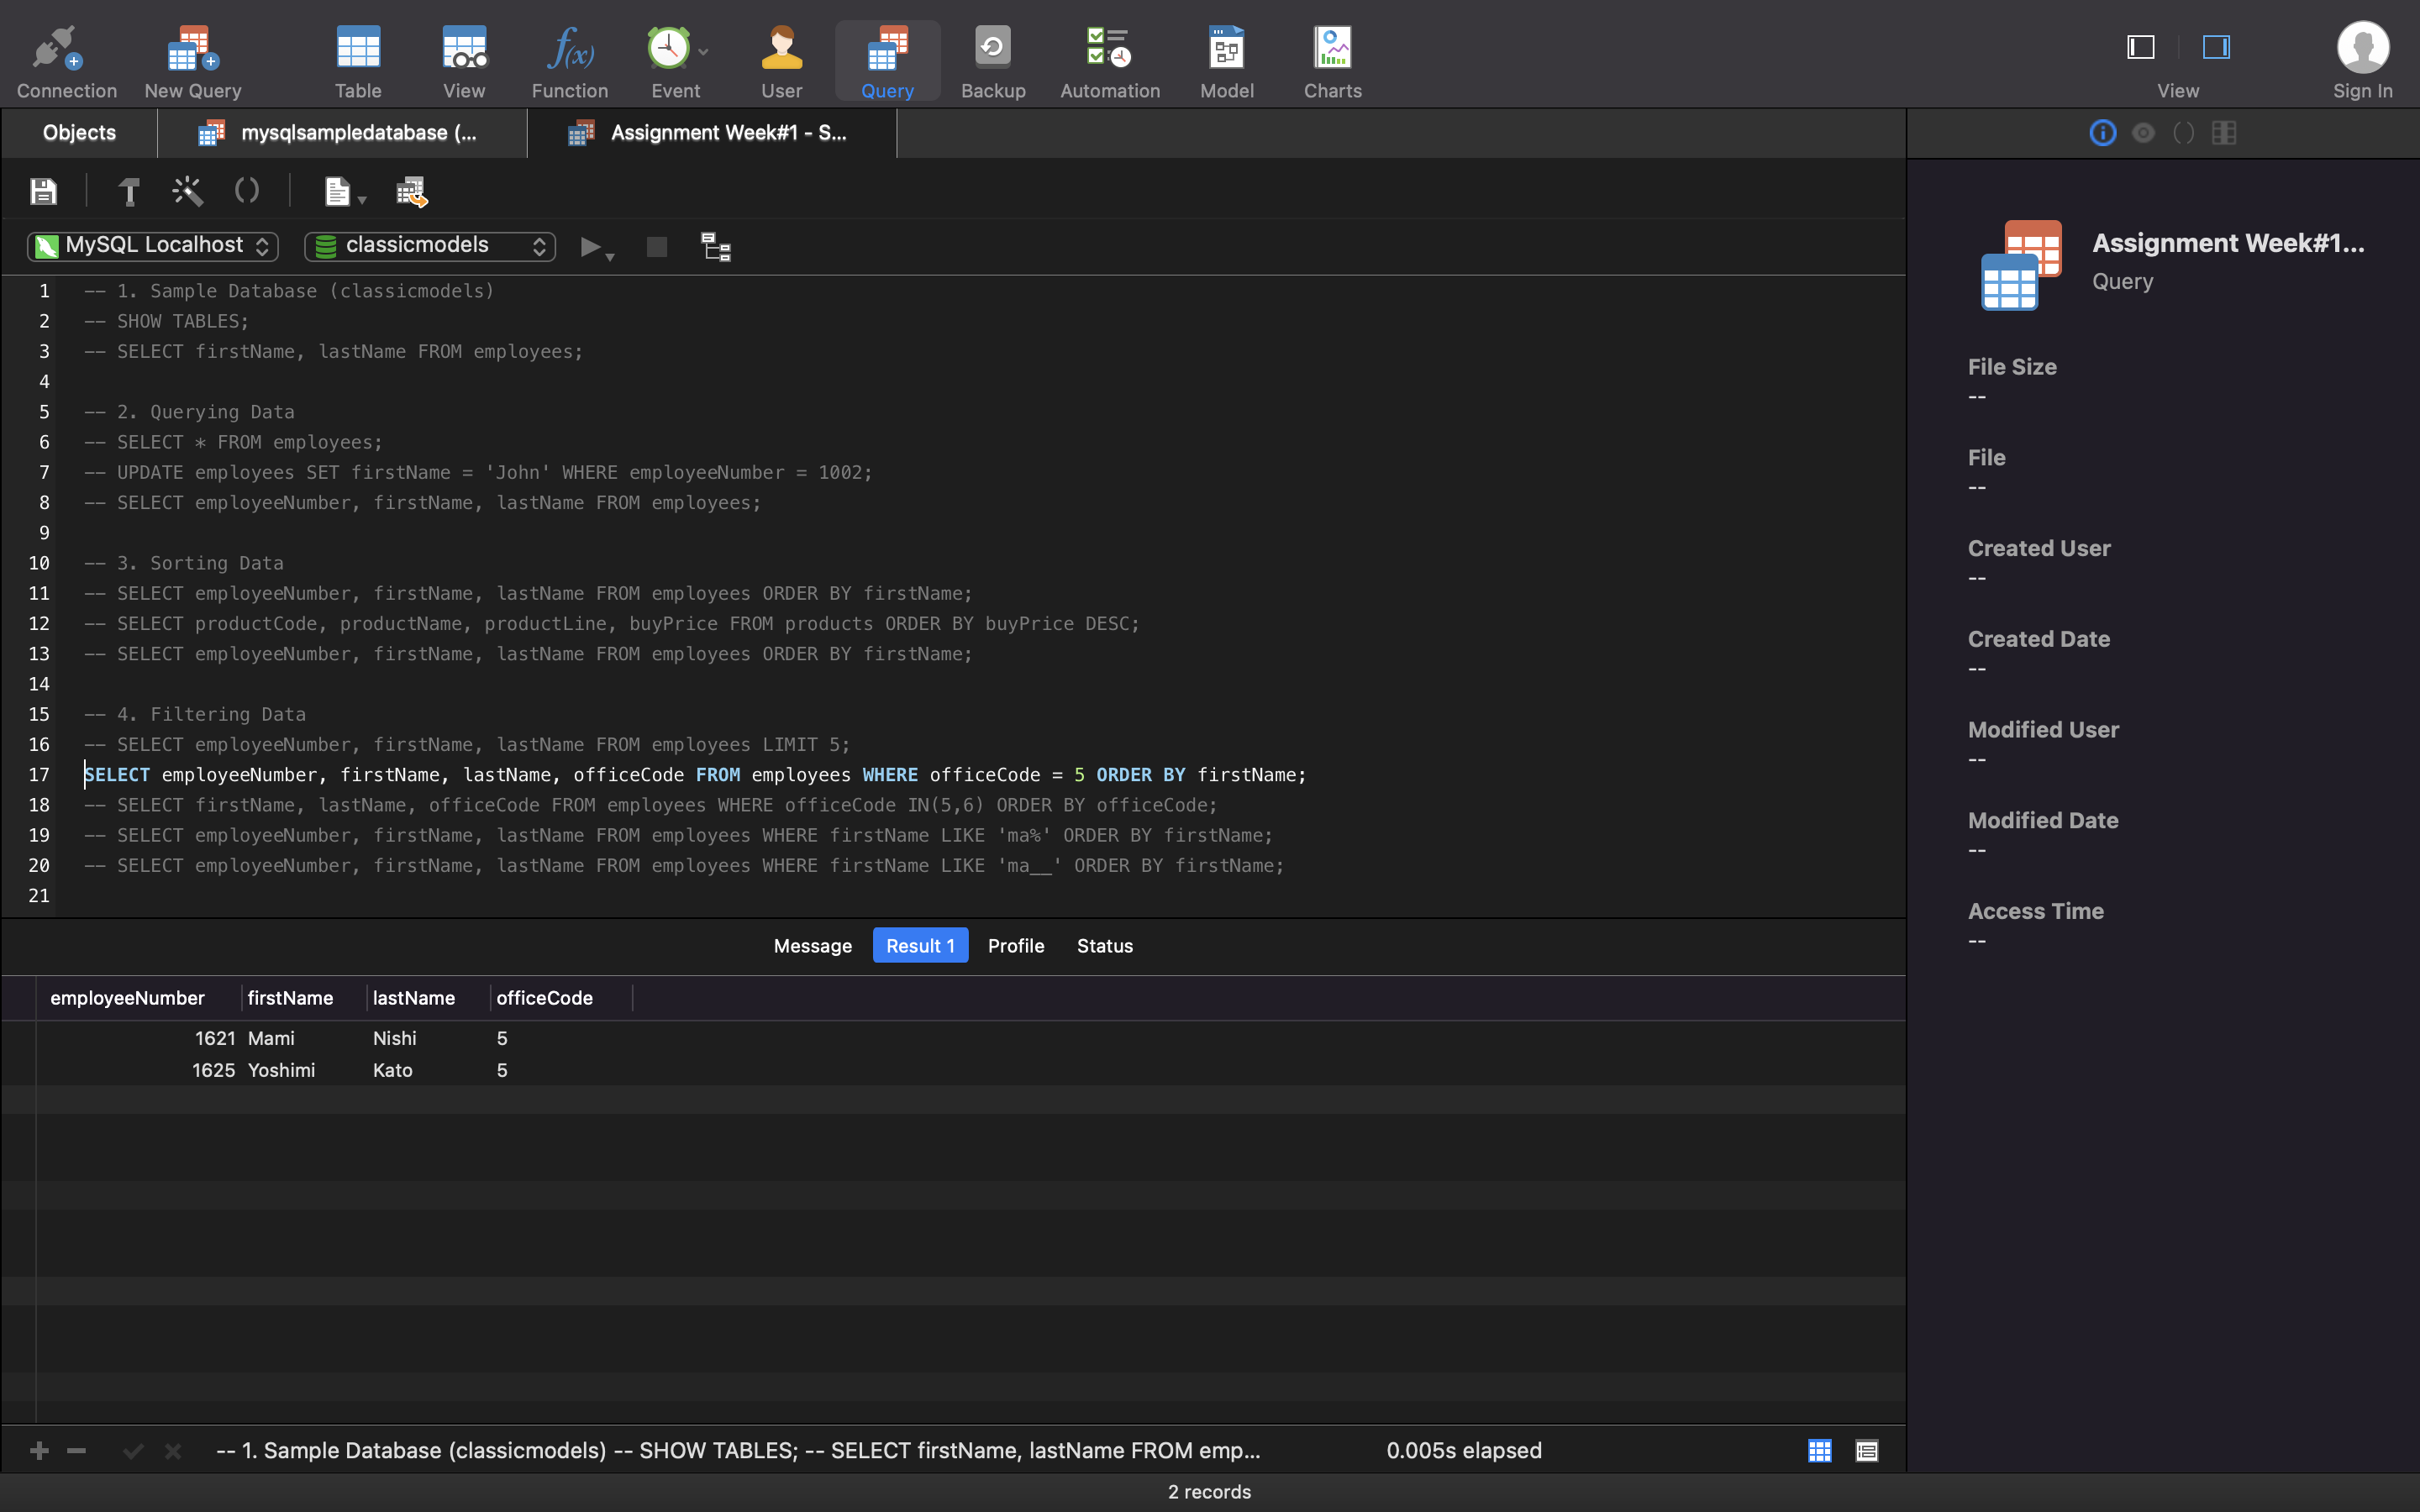 Connection New Query Table View Function Event User Query Backup Automation Model Charts View Sign In
Objects mysqlsampledatabase (... Assignment Week#1 - S...
MySQL Localhost classicmodels
1 -- 1. Sample Database (classicmodels)
2 -- SHOW TABLES;
3 -- SELECT firstName, lastName FROM employees;
4
5 -- 2. Querying Data
6 -- SELECT * FROM employees;
7 -- UPDATE employees SET firstName = 'John' WHERE employeeNumber = 1002;
8 -- SELECT employeeNumber, firstName, lastName FROM employees;
9
10 -- 3. Sorting Data
11 -- SELECT employeeNumber, firstName, lastName FROM employees ORDER BY firstName;
12 -- SELECT productCode, productName, productLine, buyPrice FROM products ORDER BY buyPrice DESC;
13 -- SELECT employeeNumber, firstName, lastName FROM employees ORDER BY firstName;
14
15 -- 4. Filtering Data
16 -- SELECT employeeNumber, firstName, lastName FROM employees LIMIT 5;
17 SELECT employeeNumber, firstName, lastName, officeCode FROM employees WHERE officeCode = 5 ORDER BY firstName;
18 -- SELECT firstName, lastName, officeCode FROM employees WHERE officeCode IN(5,6) ORDER BY officeCode;
19 -- SELECT employeeNumber, firstName, lastName FROM employees WHERE firstName LIKE 'ma%' ORDER BY firstName;
20 -- SELECT employeeNumber, firstName, lastName FROM employees WHERE firstName LIKE 'ma__' ORDER BY firstName;
21
Message Result 1 Profile Status
employeeNumber firstName lastName officeCode
1621 Mami Nishi 5
1625 Yoshimi Kato 5
-- 1. Sample Database (classicmodels) -- SHOW TABLES; -- SELECT firstName, lastName FROM emp... 0.005s elapsed
2 records
Assignment Week#1...
Query
File Size
--
File
--
Created User
--
Created Date
--
Modified User
--
Modified Date
--
Access Time
--